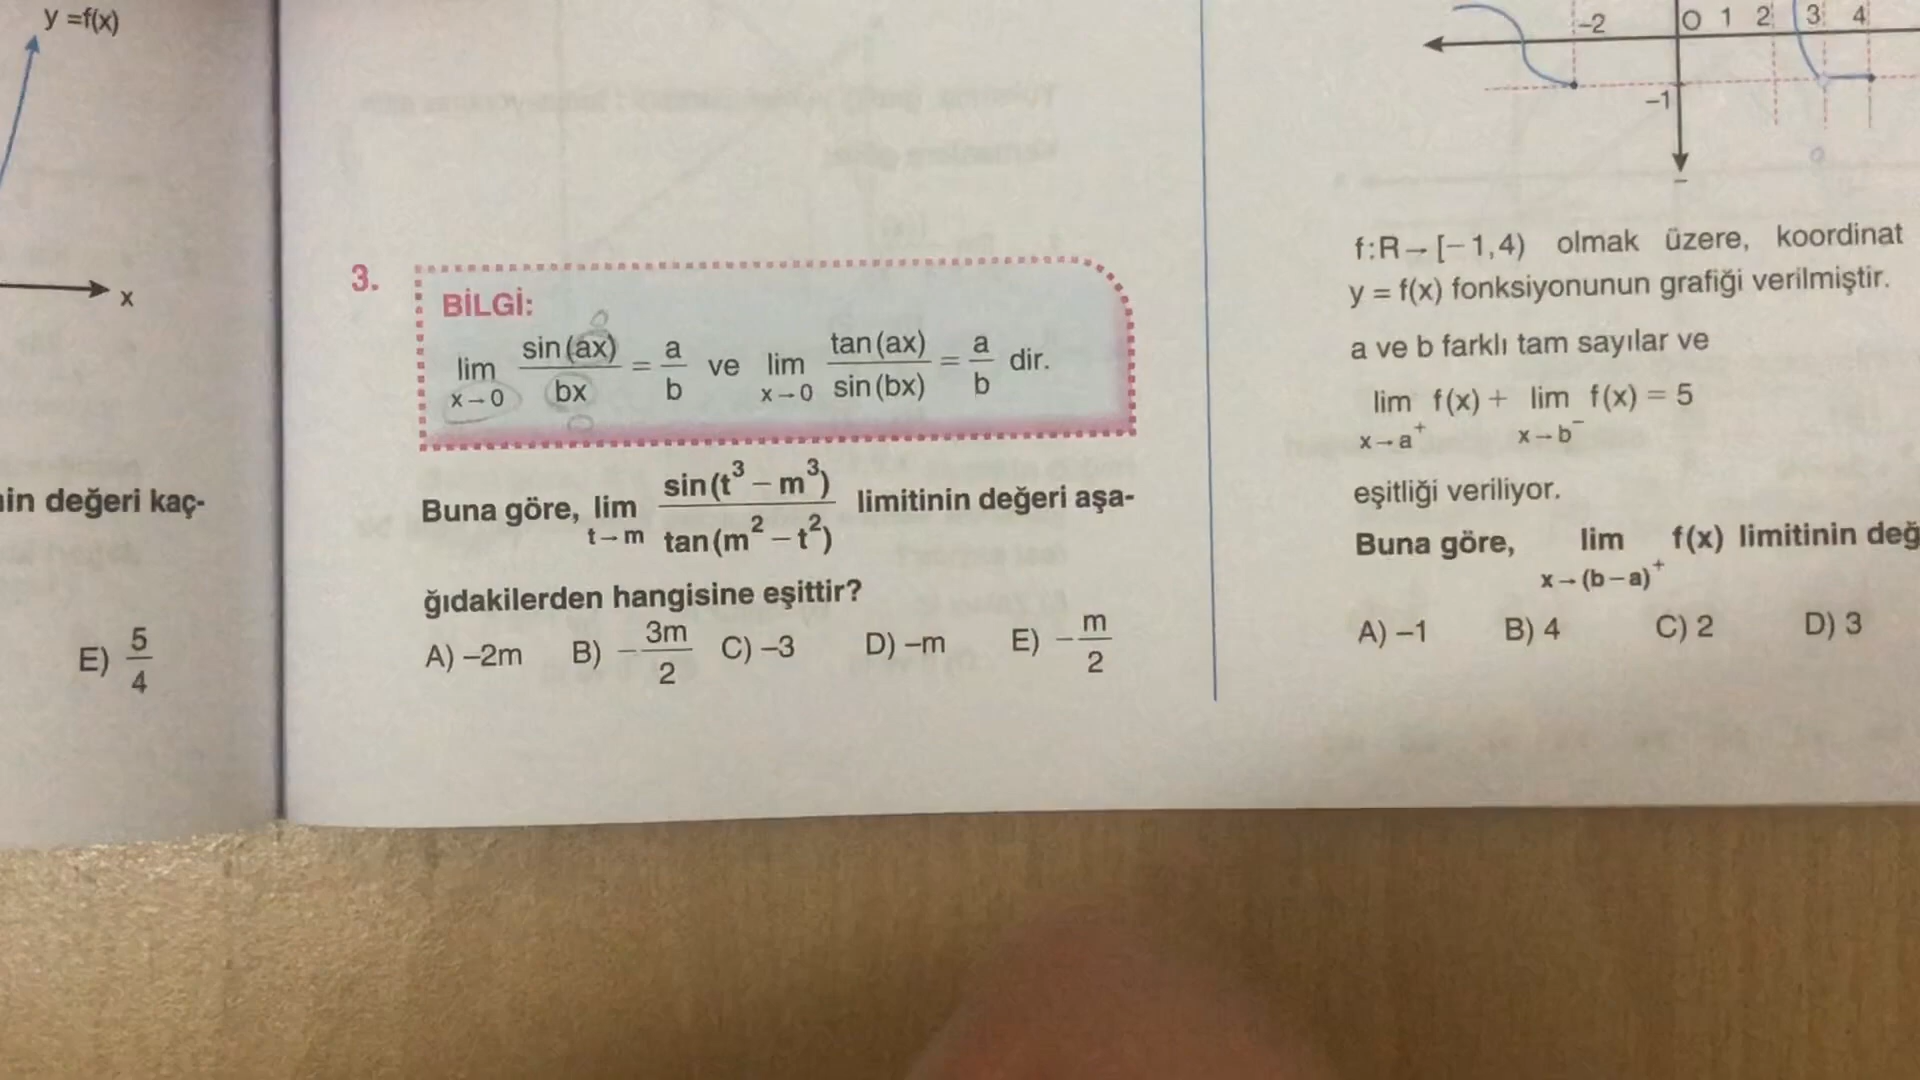 y =f(x)
x
in değeri kaç-
E) 5/4
3.
BİLGİ:
lim x→0 sin(ax)/bx = a/b ve lim x→0 tan(ax)/sin(bx) = a/b dir.
Buna göre, lim t→m sin(t³ – m³)/tan(m² – t²) limitinin değeri aşa-
ğıdakilerden hangisine eşittir?
A) –2m B) – 3m/2 C) –3 D) –m E) – m/2
–2 O 1 2 3 4
–1
f:R→[–1,4) olmak üzere, koordinat
y = f(x) fonksiyonunun grafiği verilmiştir.
a ve b farklı tam sayılar ve
lim x→a⁺ f(x) + lim x→b⁻ f(x) = 5
eşitliği veriliyor.
Buna göre, lim x→(b–a)⁺ f(x) limitinin değ
A) –1 B) 4 C) 2 D) 3